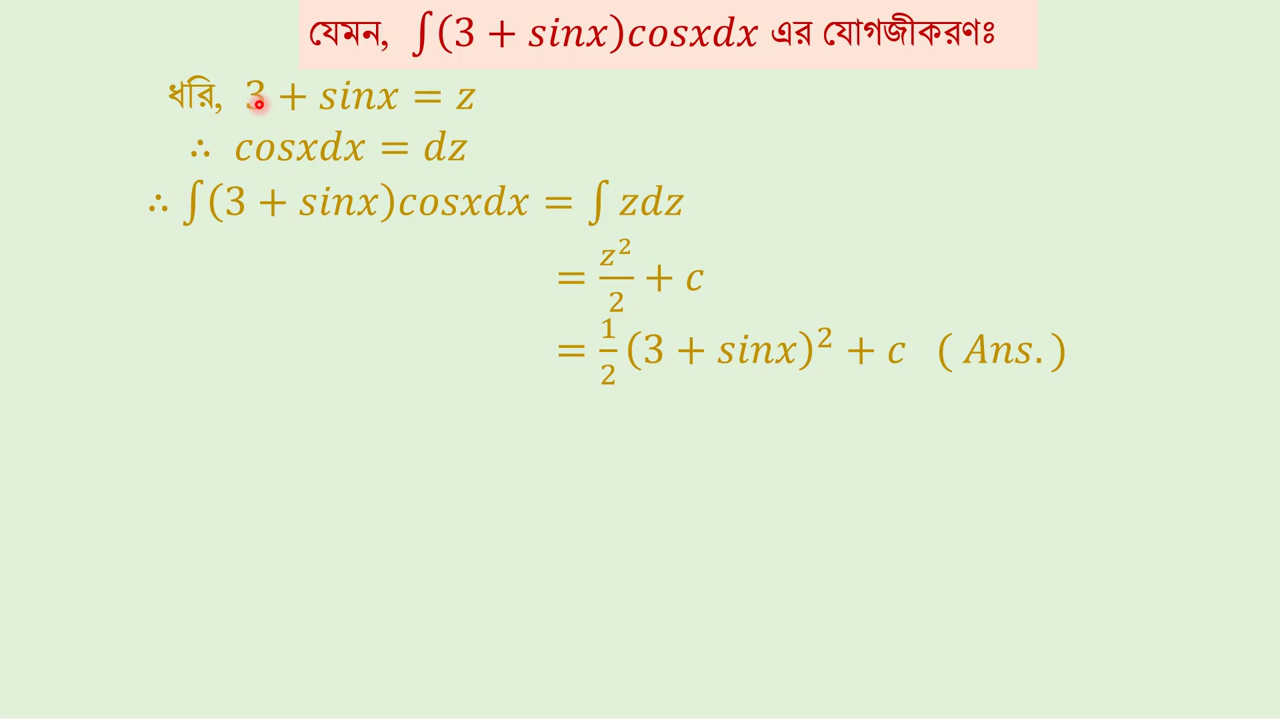 যেমন, ∫(3 + sinx)cosxdx এর যোগজীকরণঃ
ধরি, 3 + sinx = z
∴ cosxdx = dz
∴ ∫(3 + sinx)cosxdx = ∫ zdz
= z²/2 + c
= 1/2 (3 + sinx)² + c ( Ans. )